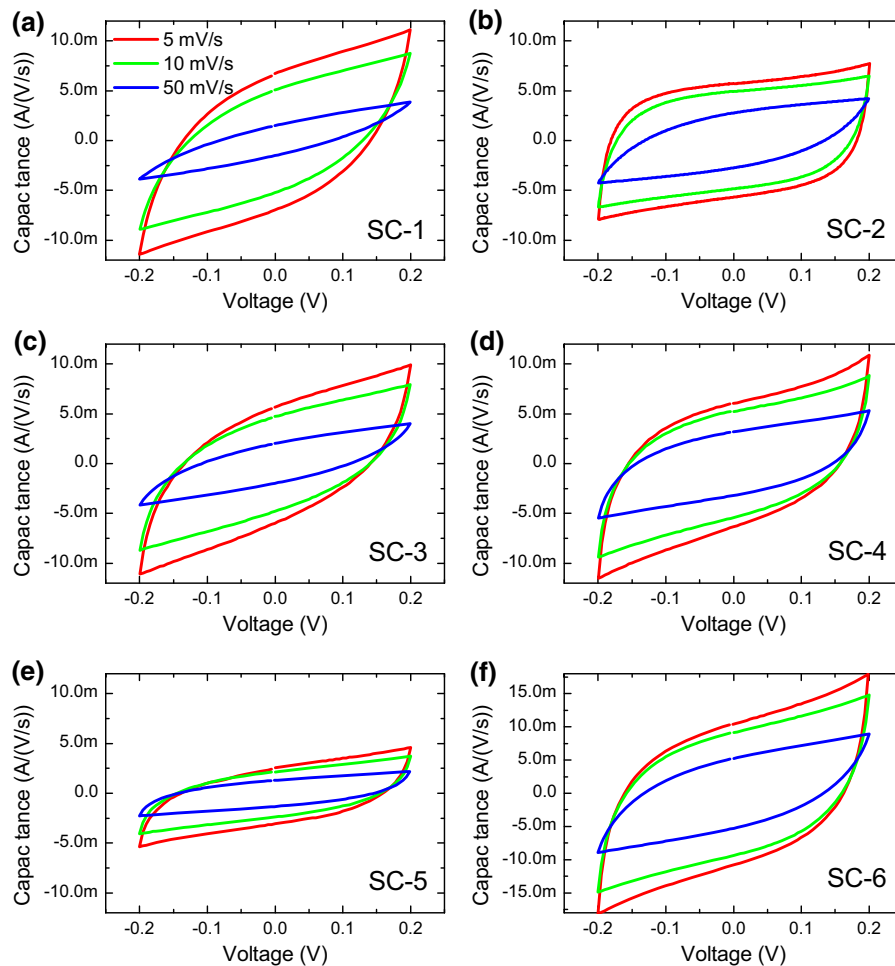 (a)
10.0m
5.0m
0.0
-5.0m
-10.0m
Capac tance (A/(V/s))
5 mV/s
10 mV/s
50 mV/s
SC-1
-0.2 -0.1 0.0 0.1 0.2
Voltage (V)
(b)
10.0m
5.0m
0.0
-5.0m
-10.0m
Capac tance (A/(V/s))
SC-2
-0.2 -0.1 0.0 0.1 0.2
Voltage (V)
(c)
10.0m
5.0m
0.0
-5.0m
-10.0m
Capac tance (A/(V/s))
SC-3
-0.2 -0.1 0.0 0.1 0.2
Voltage (V)
(d)
10.0m
5.0m
0.0
-5.0m
-10.0m
Capac tance (A/(V/s))
SC-4
-0.2 -0.1 0.0 0.1 0.2
Voltage (V)
(e)
10.0m
5.0m
0.0
-5.0m
-10.0m
Capac tance (A/(V/s))
SC-5
-0.2 -0.1 0.0 0.1 0.2
Voltage (V)
(f)
15.0m
10.0m
5.0m
0.0
-5.0m
-10.0m
15.0m
Capac tance (A/(V/s))
SC-6
-0.2 -0.1 0.0 0.1 0.2
Voltage (V)